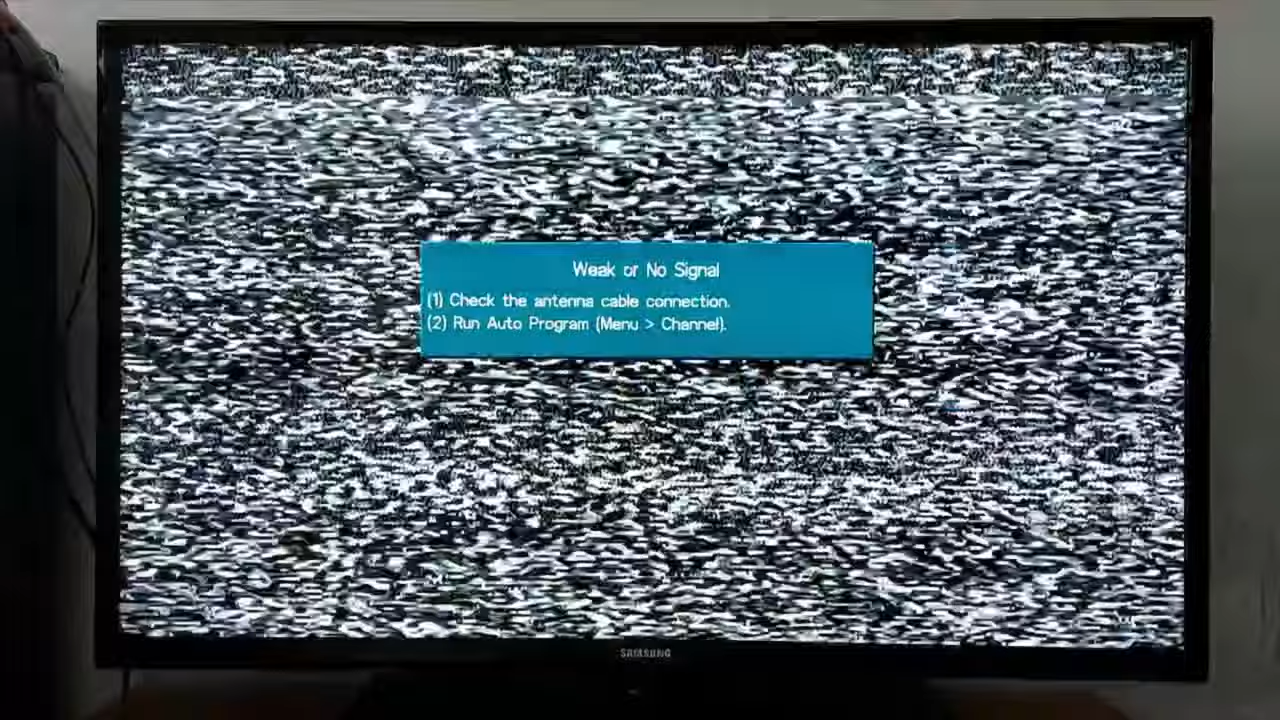 Weak or No Signal
(1) Check the antenna cable connection.
(2) Run Auto Program (Menu > Channel).
SAMSUNG